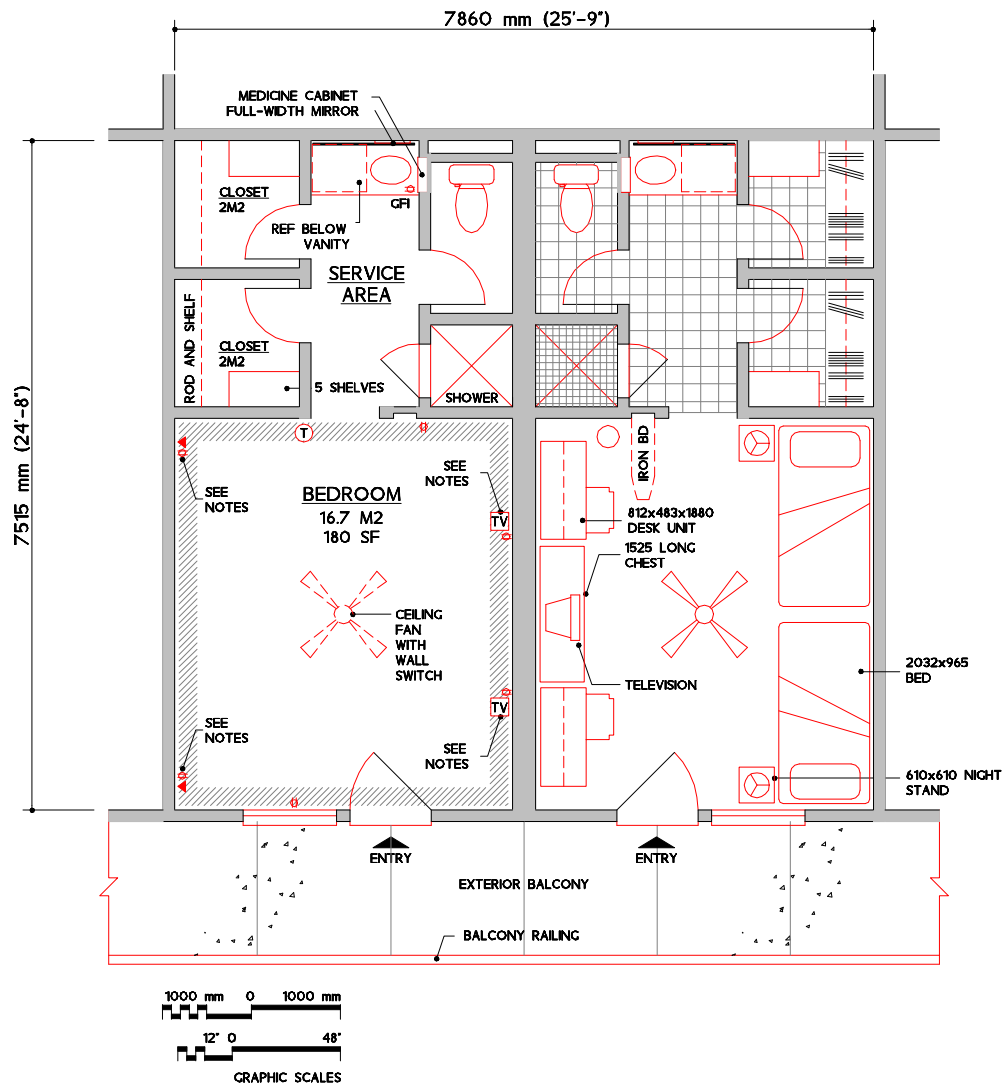 7860 mm (25'-9")
MEDICINE CABINET
FULL-WIDTH MIRROR
CLOSET
2M2
GFI
REF BELOW
VANITY
SERVICE
AREA
ROD AND SHELF
CLOSET
2M2
5 SHELVES
SHOWER
7515 mm (24'-8")
T
IRON BD
SEE
NOTES
SEE
NOTES
BEDROOM
16.7 M2
180 SF
TV
812x483x1880
DESK UNIT
1525 LONG
CHEST
CEILING
FAN
WITH
WALL
SWITCH
TELEVISION
2032x965
BED
TV
SEE
NOTES
SEE
NOTES
610x610 NIGHT
STAND
ENTRY
ENTRY
EXTERIOR BALCONY
BALCONY RAILING
1000 mm 0 1000 mm
12" 0 48"
GRAPHIC SCALES